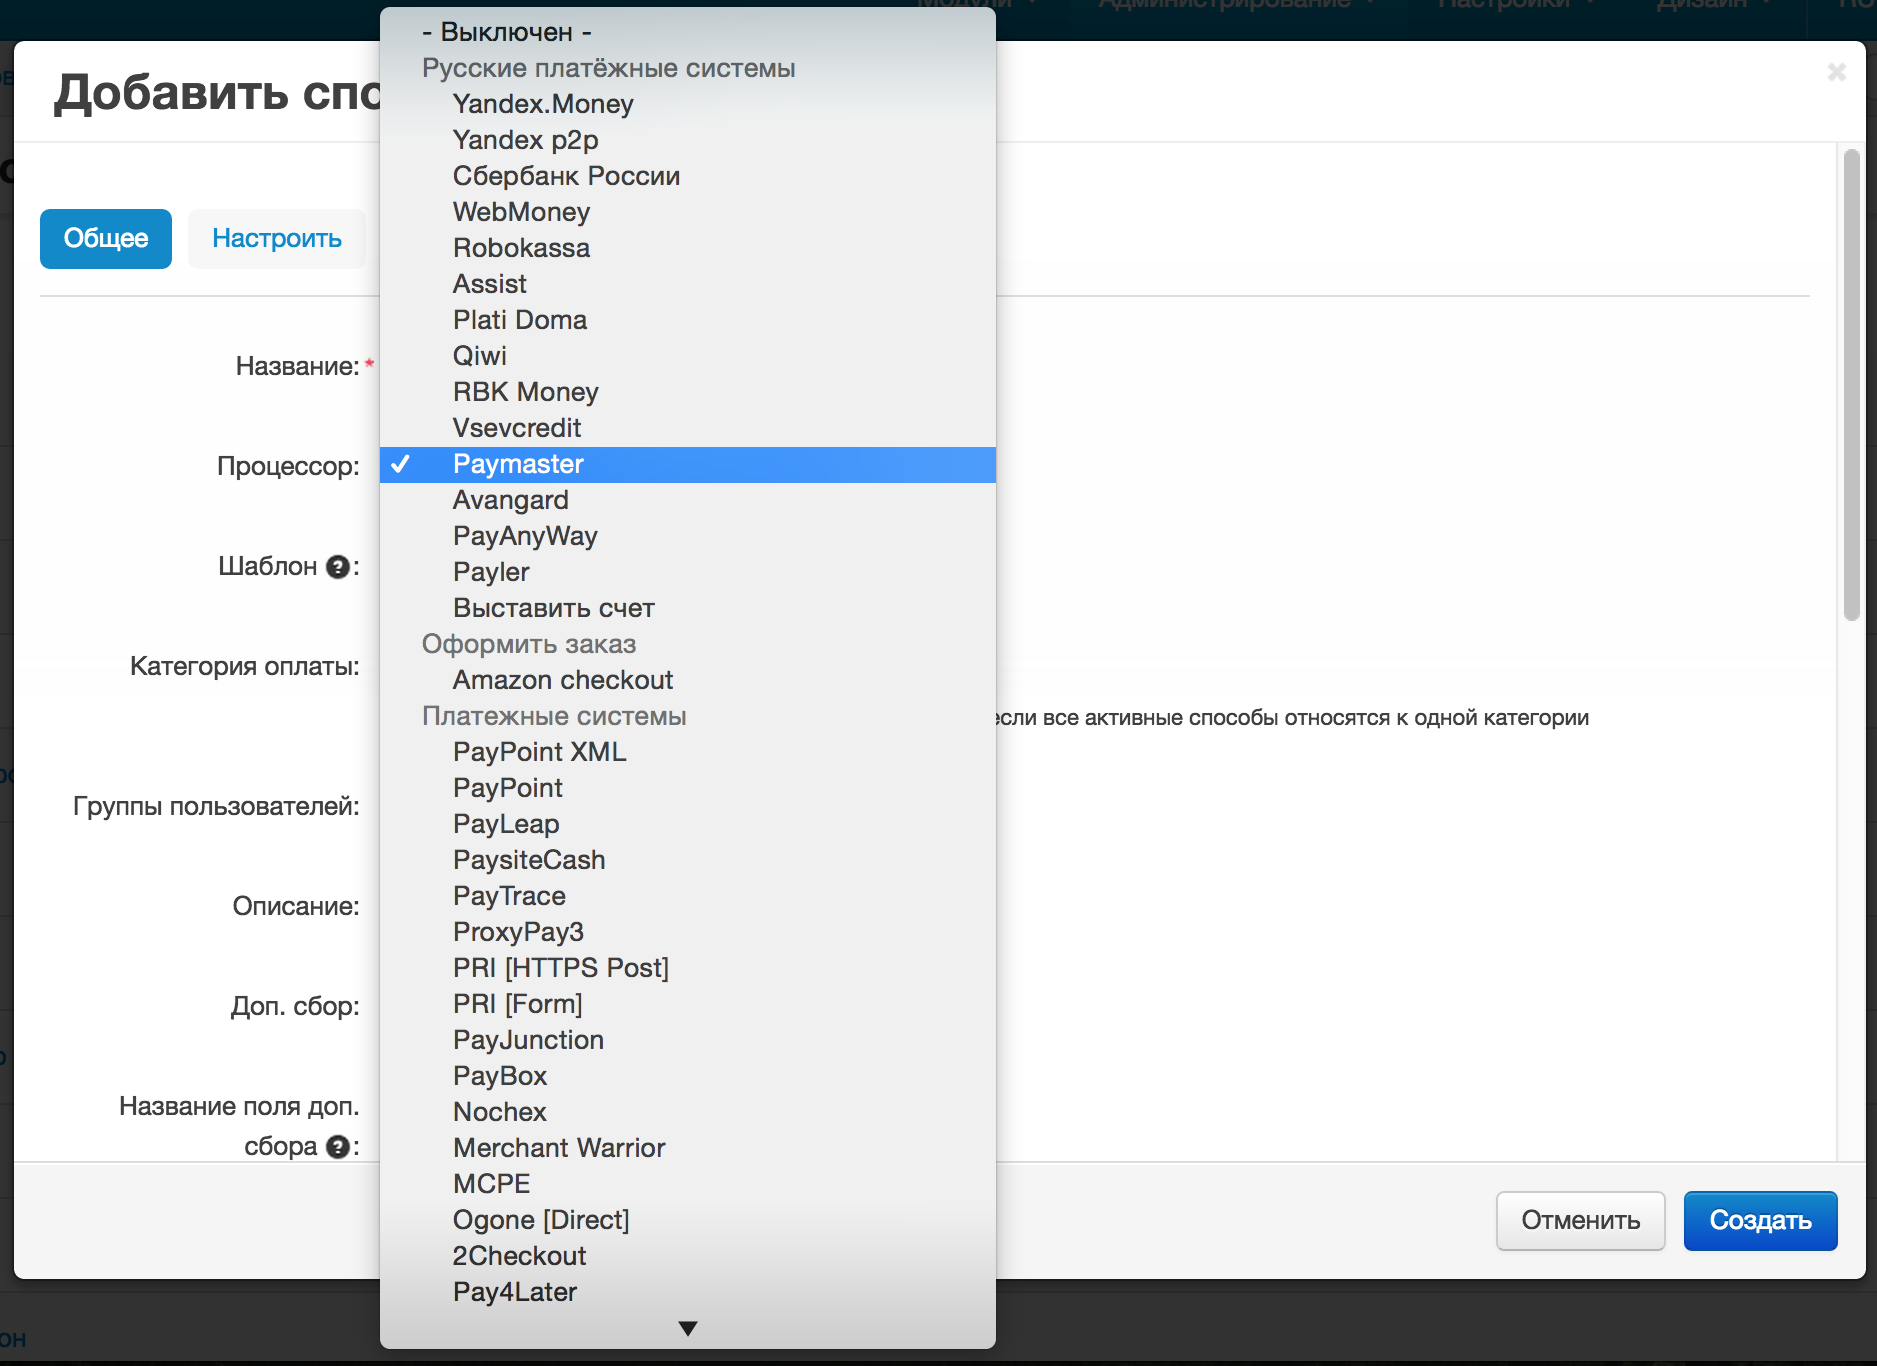 Добавить
×
Общее
Настроить
Название:*
Процессор:
Шаблон ?:
Категория оплаты:
если все активные способы относятся к одной категории
Группы пользователей:
Описание:
Доп. сбор:
Название поля доп.
сбора ?:
- Выключен -
Русские платёжные системы
Yandex.Money
Yandex p2p
Сбербанк России
WebMoney
Robokassa
Assist
Plati Doma
Qiwi
RBK Money
Vsevcredit
✓ Paymaster
Avangard
PayAnyWay
Payler
Выставить счет
Оформить заказ
Amazon checkout
Платежные системы
PayPoint XML
PayPoint
PayLeap
PaysiteCash
PayTrace
ProxyPay3
PRI [HTTPS Post]
PRI [Form]
PayJunction
PayBox
Nochex
Merchant Warrior
MCPE
Ogone [Direct]
2Checkout
Pay4Later
Отменить
Создать